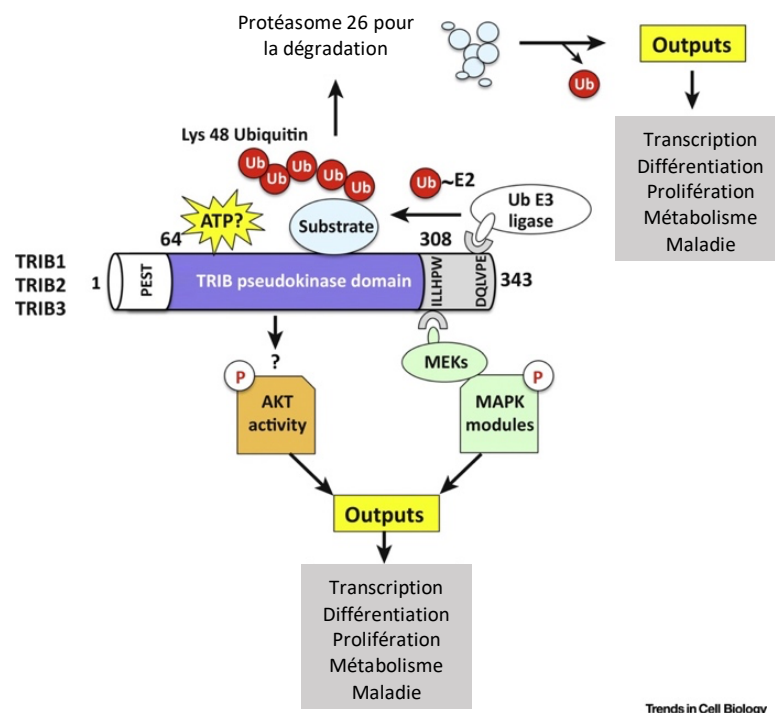 Protéasome 26 pour
la dégradation
Outputs
Ub
Transcription
Différentiation
Prolifération
Métabolisme
Maladie
Lys 48 Ubiquitin
Ub
Ub
Ub
Ub
Ub
Ub~E2
Ub E3
ligase
ATP?
Substrate
64
308
TRIB1
TRIB2
TRIB3
1
PEST
TRIB pseudokinase domain
ILLHPW
DQLVPE
343
?
MEKs
P
AKT
activity
P
MAPK
modules
Outputs
Transcription
Différentiation
Prolifération
Métabolisme
Maladie
Trends in Cell Biology